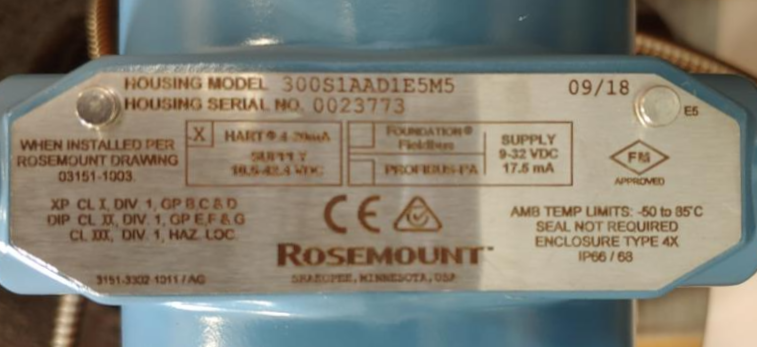 HOUSING MODEL 300S1AAD1E5M5
09/18
HOUSING SERIAL NO. 0023773
E5
WHEN INSTALLED PER
ROSEMOUNT DRAWING
03151-1003.
X HART® 4-20mA
SUPPLY
10.5-42.4 VDC
FOUNDATION®
Fieldbus
PROFIBUS-PA
SUPPLY
9-32 VDC
17.5 mA
FM
APPROVED
XP CL I, DIV. 1, GP B,C & D
DIP CL II, DIV. 1, GP E,F & G
CL III, DIV. 1, HAZ. LOC.
CE
AMB TEMP LIMITS: -50 to 85°C
SEAL NOT REQUIRED
ENCLOSURE TYPE 4X
IP66 / 68
ROSEMOUNT™
SHAKOPEE, MINNESOTA, USA
3151-3302-1011 / AG